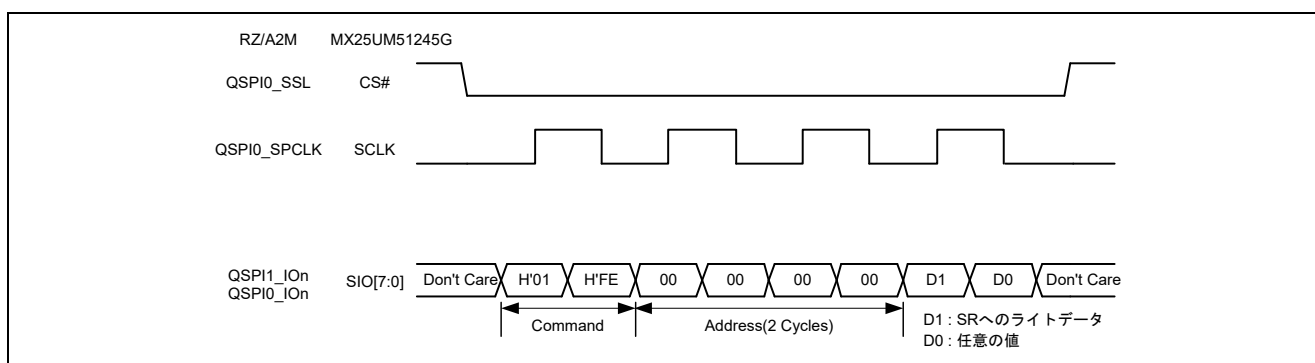 RZ/A2M MX25UM51245G
QSPI0_SSL CS#
QSPI0_SPCLK SCLK
QSPI1_IOn
QSPI0_IOn
SIO[7:0] Don't Care H'01 H'FE 00 00 00 00 D1 D0 Don't Care
Command Address(2 Cycles)
D1 : SRへのライトデータ
D0 : 任意の値